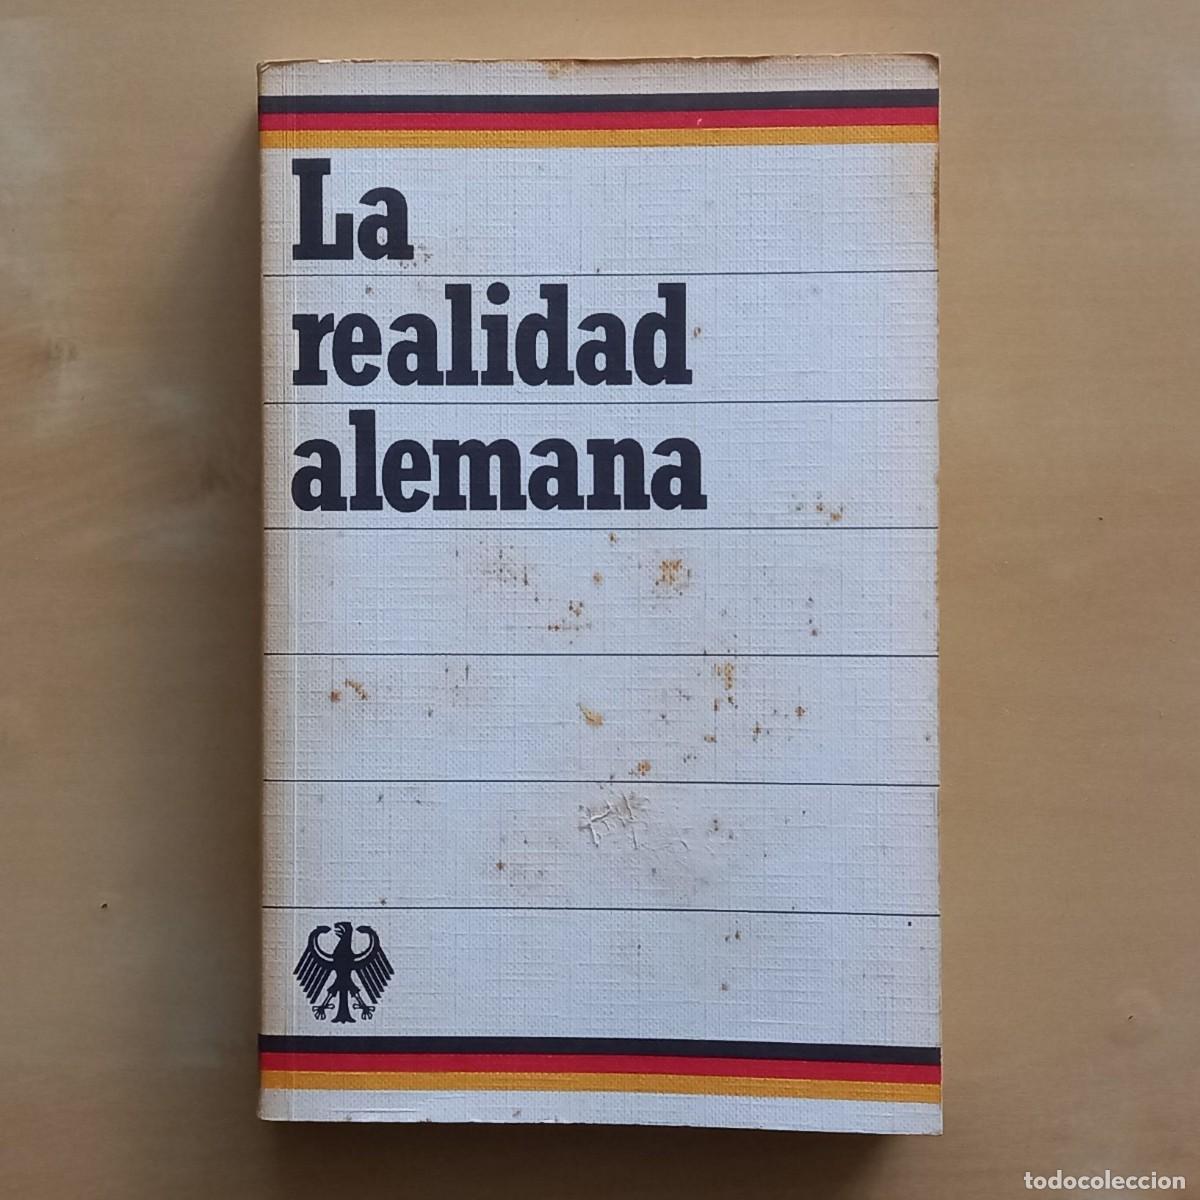 La
realidad
alemana
todocoleccion